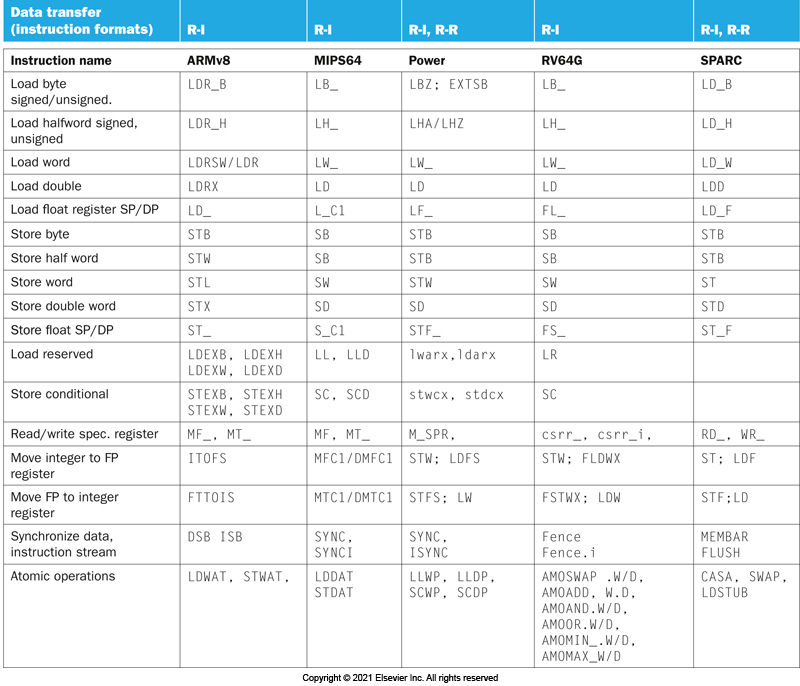 Data transfer
(instruction formats) R-I R-I R-I, R-R R-I R-I, R-R
Instruction name ARMv8 MIPS64 Power RV64G SPARC
Load byte LDR_B LB_ LBZ; EXTSB LB_ LD_B
signed/unsigned.
Load halfword signed, LDR_H LH_ LHA/LHZ LH_ LD_H
unsigned
Load word LDRSW/LDR LW_ LW_ LW_ LD_W
Load double LDRX LD LD LD LDD
Load float register SP/DP LD_ L_C1 LF_ FL_ LD_F
Store byte STB SB STB SB STB
Store half word STW SB STB SB STB
Store word STL SW STW SW ST
Store double word STX SD SD SD STD
Store float SP/DP ST_ S_C1 STF_ FS_ ST_F
Load reserved LDEXB, LDEXH LL, LLD lwarx,ldarx LR
LDEXW, LDEXD
Store conditional STEXB, STEXH SC, SCD stwcx, stdcx SC
STEXW, STEXD
Read/write spec. register MF_, MT_ MF, MT_ M_SPR, csrr_, csrr_i, RD_, WR_
Move integer to FP ITOFS MFC1/DMFC1 STW; LDFS STW; FLDWX ST; LDF
register
Move FP to integer FTTOIS MTC1/DMTC1 STFS; LW FSTWX; LDW STF;LD
register
Synchronize data, DSB ISB SYNC, SYNC, Fence MEMBAR
instruction stream SYNCI ISYNC Fence.i FLUSH
Atomic operations LDWAT, STWAT, LDDAT LLWP, LLDP, AMOSWAP .W/D, CASA, SWAP,
STDAT SCWP, SCDP AMOADD, W.D, LDSTUB
AMOAND.W/D,
AMOOR.W/D,
AMOMIN_.W/D,
AMOMAX_W/D
Copyright © 2021 Elsevier Inc. All rights reserved